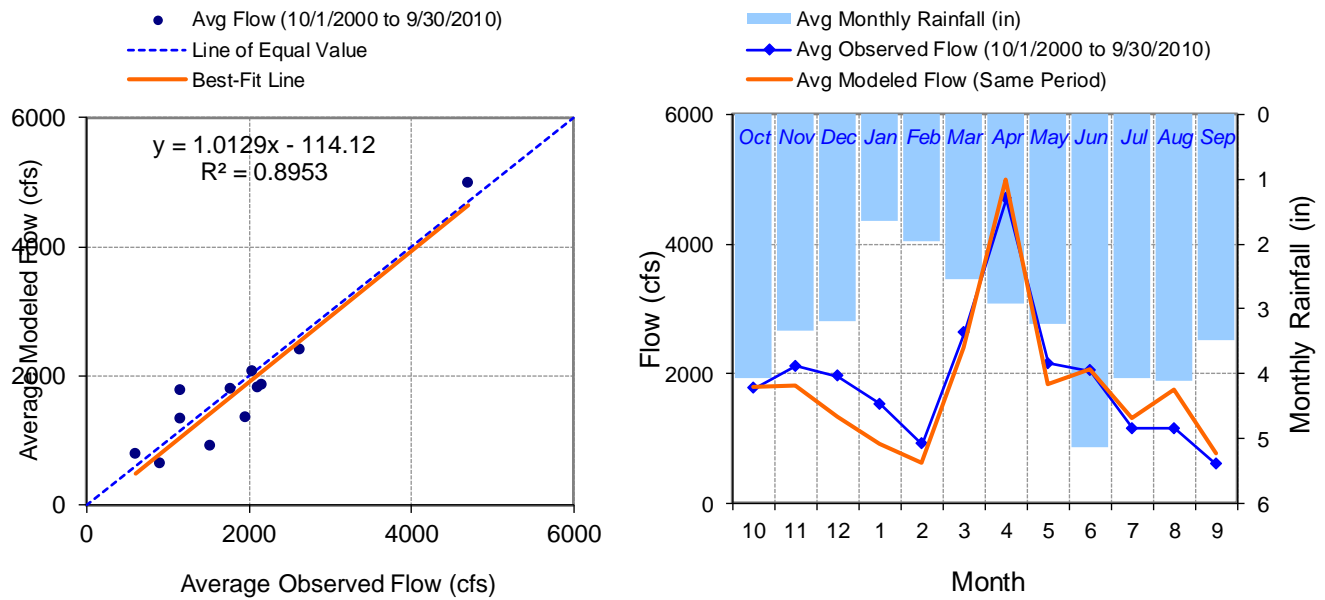 Avg Flow (10/1/2000 to 9/30/2010)
Line of Equal Value
Best-Fit Line
y = 1.0129x - 114.12
R² = 0.8953
6000
4000
2000
0
0 2000 4000 6000
Average Modeled Flow (cfs)
Average Observed Flow (cfs)
Avg Monthly Rainfall (in)
Avg Observed Flow (10/1/2000 to 9/30/2010)
Avg Modeled Flow (Same Period)
Oct Nov Dec Jan Feb Mar Apr May Jun Jul Aug Sep
6000
4000
2000
0
Flow (cfs)
0
1
2
3
4
5
6
Monthly Rainfall (in)
10 11 12 1 2 3 4 5 6 7 8 9
Month